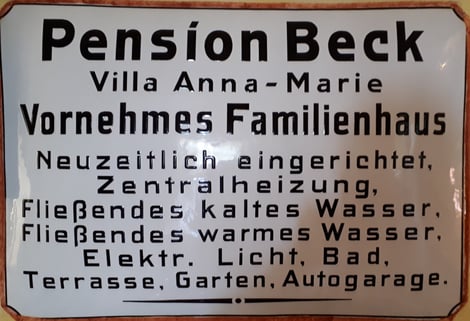 Pension Beck
Villa Anna-Marie
Vornehmes Familienhaus
Neuzeitlich eingerichtet,
Zentralheizung,
Fließendes kaltes Wasser,
Fließendes warmes Wasser,
Elektr. Licht, Bad,
Terrasse, Garten, Autogarage.